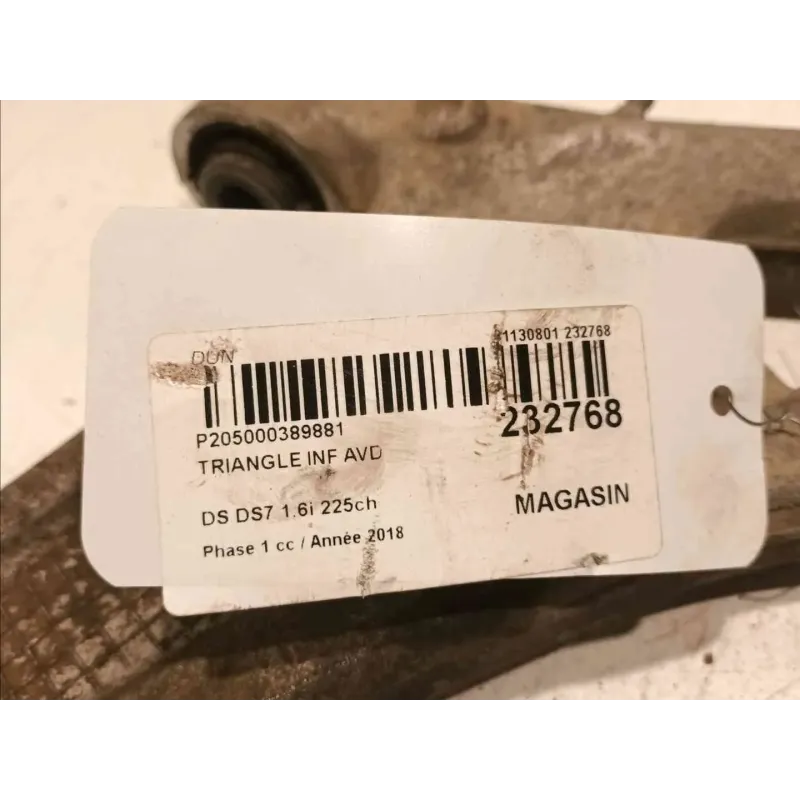 DUN
1130801 232768
P205000389881
232768
TRIANGLE INF AVD
DS DS7 1.6i 225ch
MAGASIN
Phase 1 cc / Année 2018